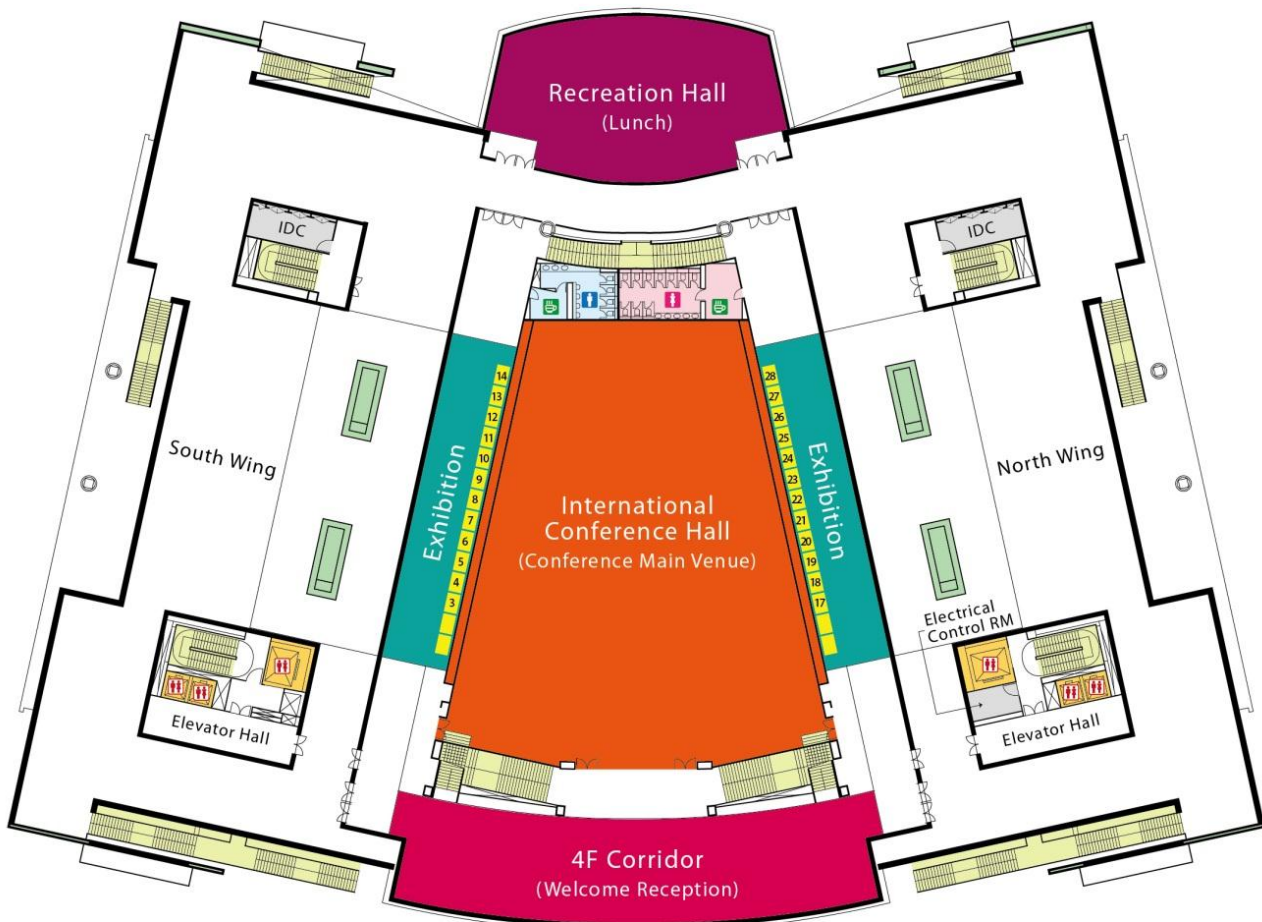 Recreation Hall
(Lunch)
IDC
IDC
14
13
12
11
10
9
8
7
6
5
4
3
28
27
26
25
24
23
22
21
20
19
18
17
South Wing
Exhibition
International
Conference Hall
(Conference Main Venue)
Exhibition
North Wing
Electrical
Control RM
Elevator Hall
Elevator Hall
4F Corridor
(Welcome Reception)